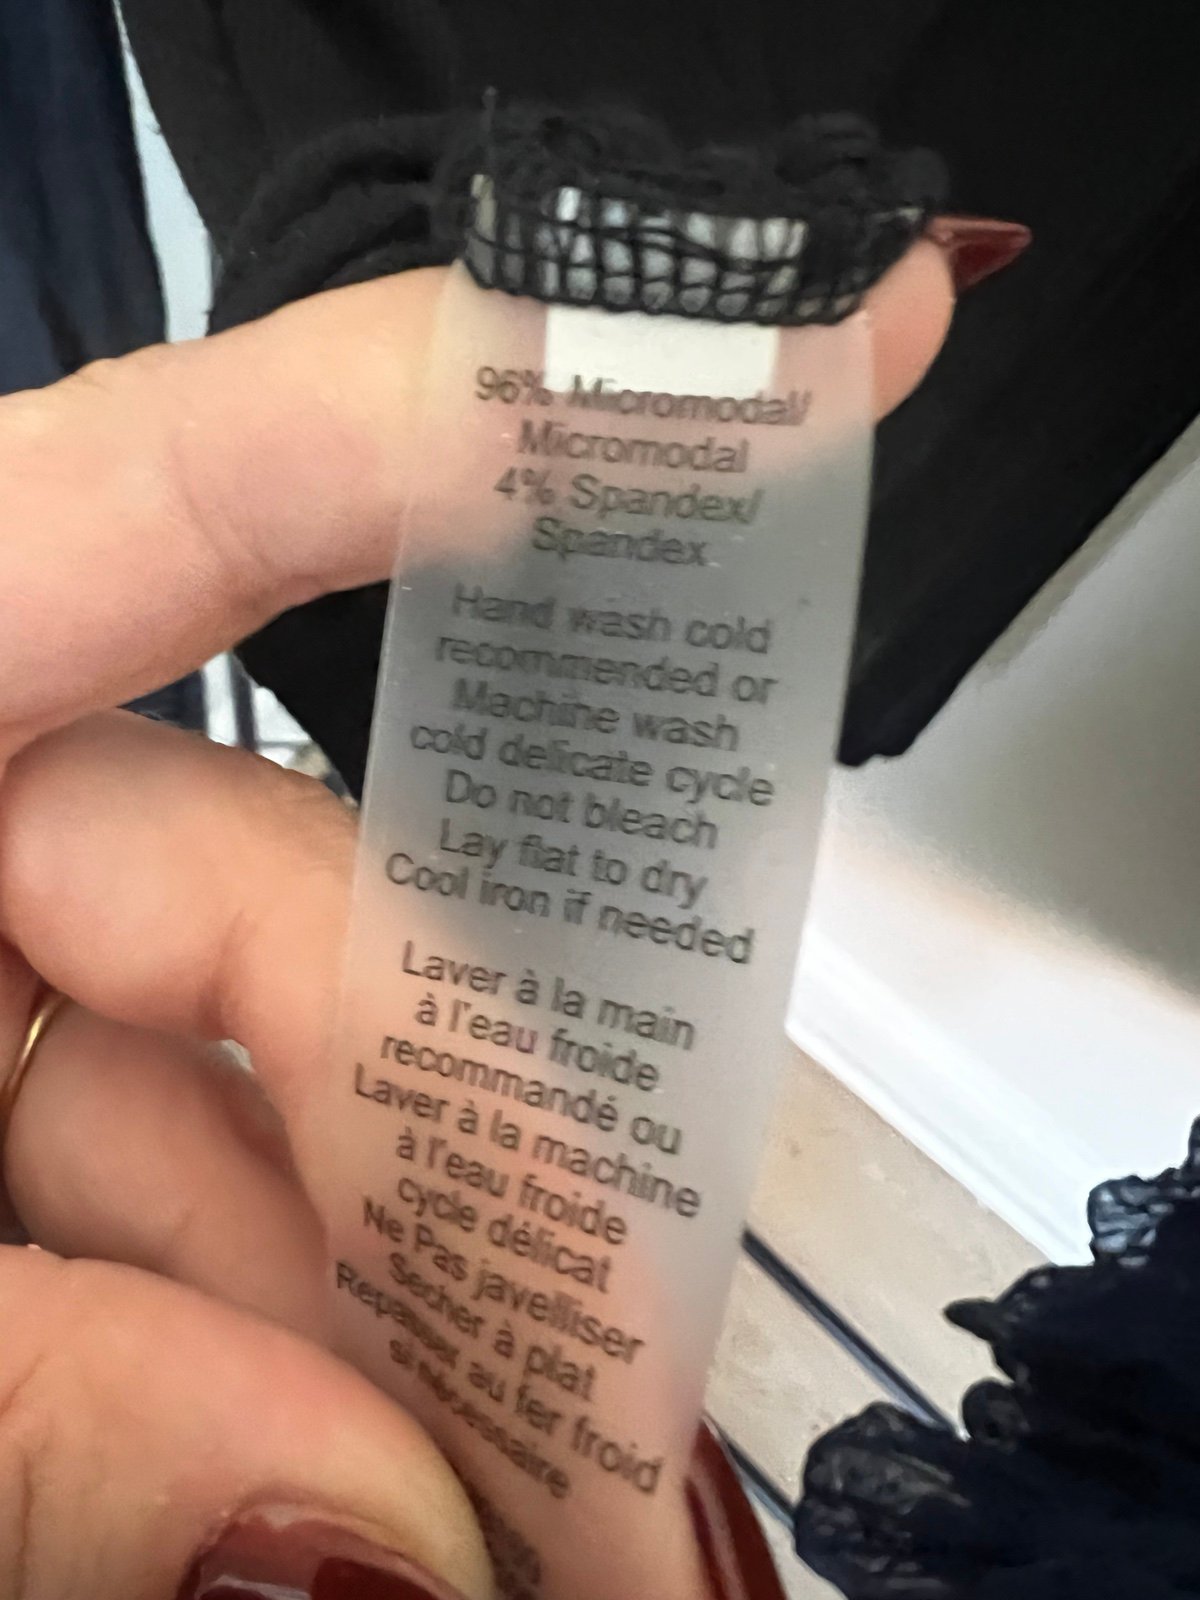 96% Micromodal/
Micromodal
4% Spandex/
Spandex
Hand wash cold
recommended or
Machine wash
cold delicate cycle
Do not bleach
Lay flat to dry
Cool iron if needed
Laver à la main
à l'eau froide
recommandé ou
Laver à la machine
à l'eau froide
cycle délicat
Ne Pas javelliser
Secher à plat
Repasser au fer froid
si nécessaire